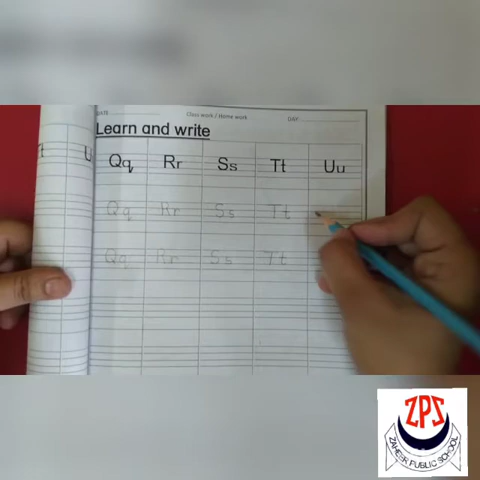 DATE Class work / Home work DAY
Learn and write
t U Qq Rr Ss Tt Uu
Qq Rr Ss Tt
Qq Rr Ss Tt
ZPS
ZAHEER PUBLIC SCHOOL